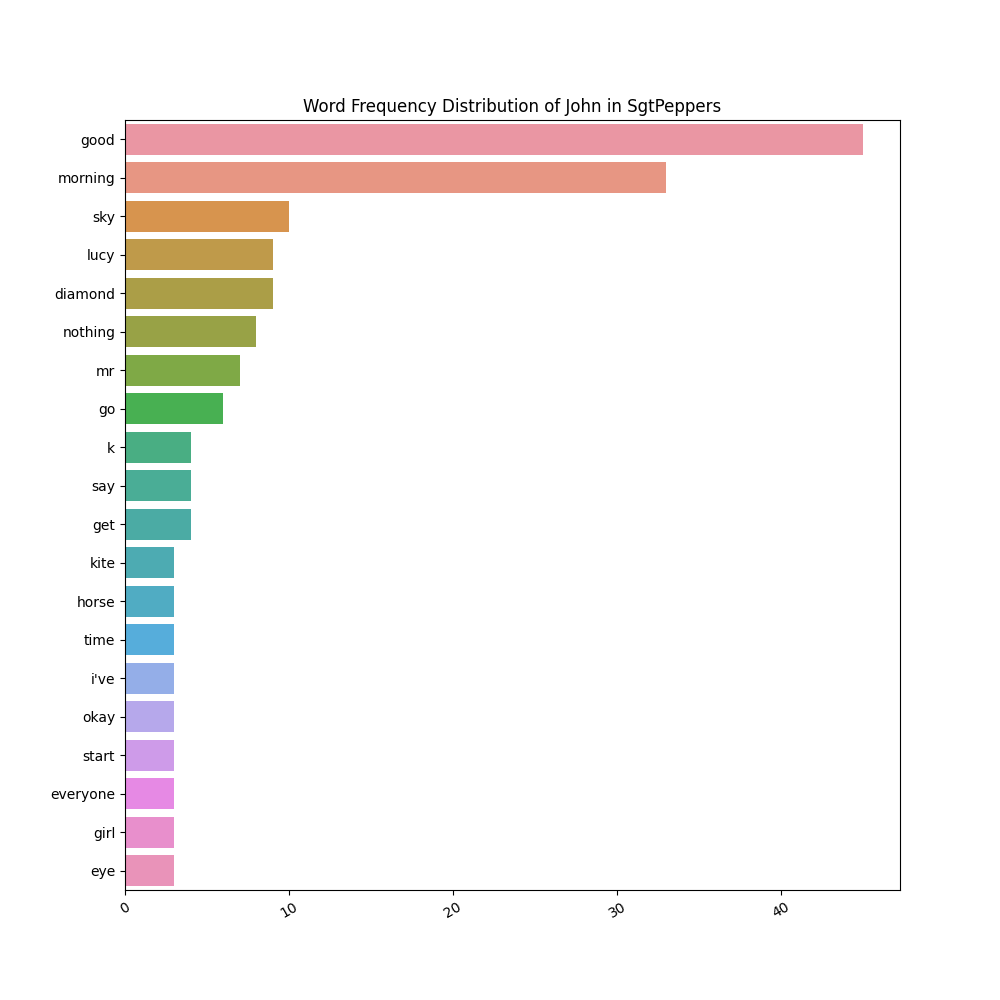 Word Frequency Distribution of John in SgtPeppers
good
morning
sky
lucy
diamond
nothing
mr
go
k
say
get
kite
horse
time
i've
okay
start
everyone
girl
eye
0 10 20 30 40